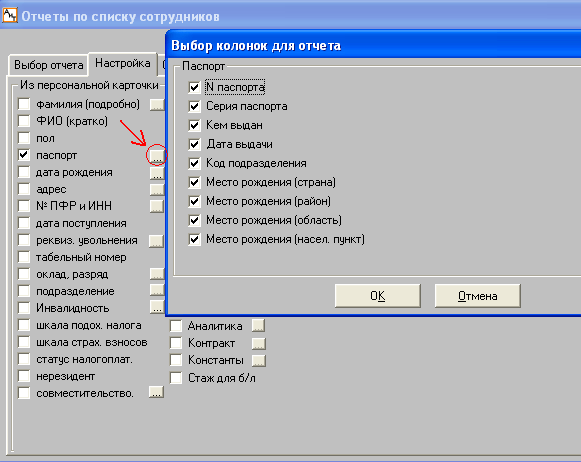 Отчеты по списку сотрудников
Выбор отчета
Настройка
Из персональной карточки
фамилия (подробно)
...
ФИО (кратко)
пол
паспорт
...
дата рождения
...
адрес
...
№ ПФР и ИНН
...
дата поступления
реквиз. увольнения
...
табельный номер
оклад, разряд
...
подразделение
...
Инвалидность
...
шкала подох. налога
шкала страх. взносов
статус налогоплат.
нерезидент
совместительство.
...
Аналитика
...
Контракт
...
Константы
...
Стаж для б/л
Выбор колонок для отчета
Паспорт
N паспорта
Серия паспорта
Кем выдан
Дата выдачи
Код подразделения
Место рождения (страна)
Место рождения (район)
Место рождения (область)
Место рождения (насел. пункт)
OK
Отмена